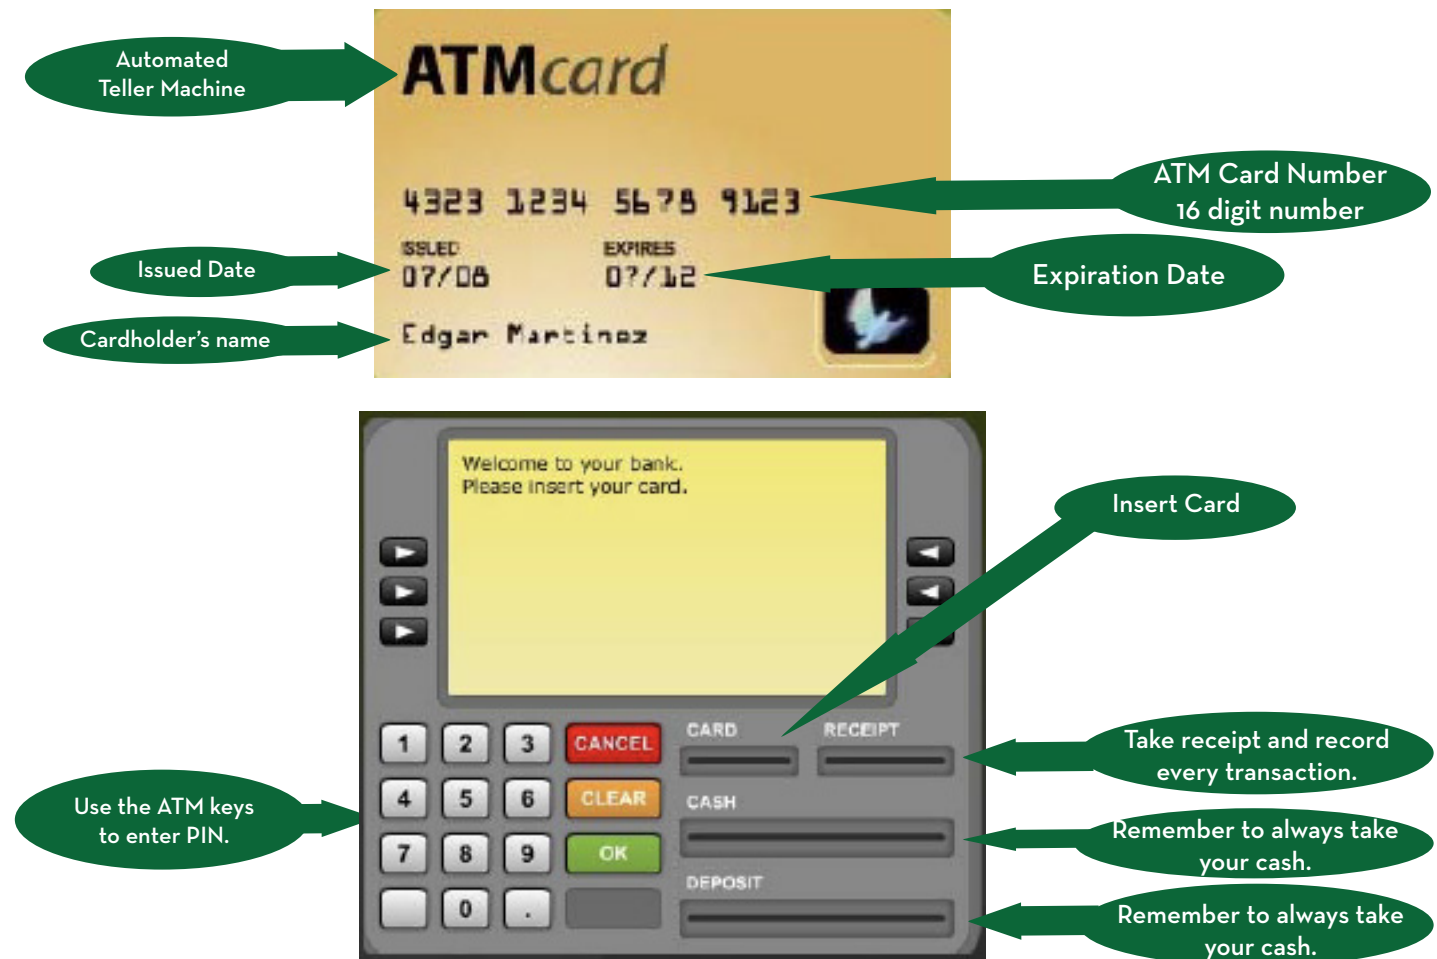 Automated
Teller Machine
ATMcard
4323 1234 5678 9123
ATM Card Number
16 digit number
ISSUED
EXPIRES
Issued Date
07/08
07/12
Expiration Date
Cardholder's name
Edgar Martinez
Welcome to your bank.
Please insert your card.
Insert Card
1 2 3 CANCEL
CARD
RECEIPT
Take receipt and record
every transaction.
Use the ATM keys
to enter PIN.
4 5 6 CLEAR
CASH
Remember to always take
your cash.
7 8 9 OK
DEPOSIT
0 .
Remember to always take
your cash.